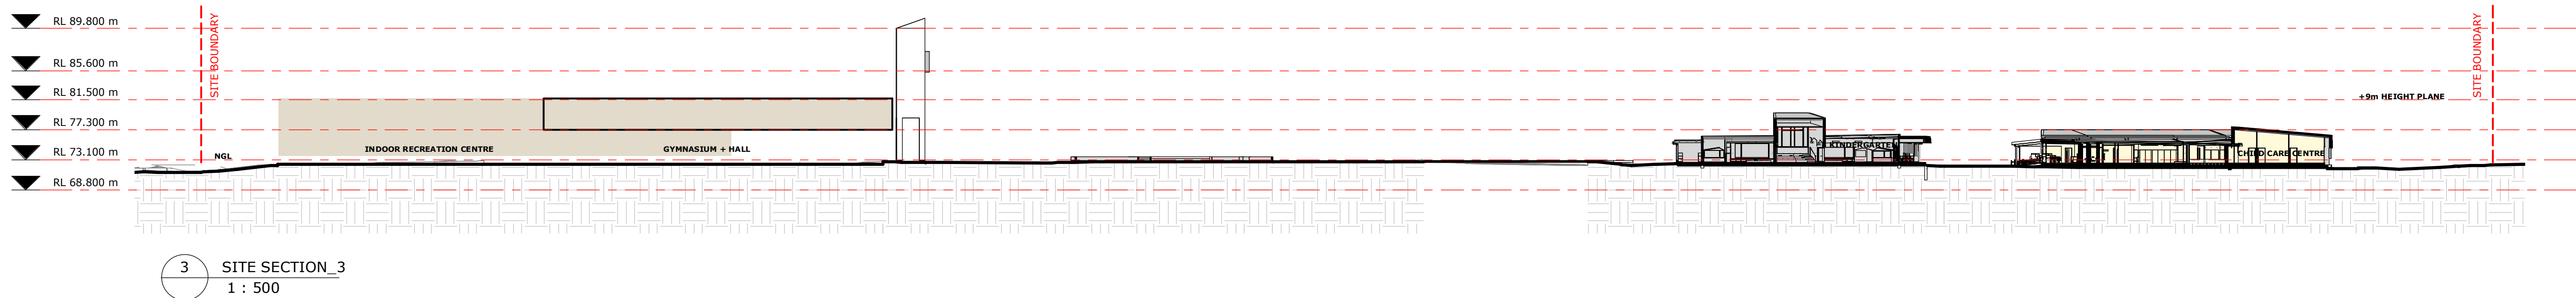 RL 89.800 m
RL 85.600 m
RL 81.500 m
RL 77.300 m
RL 73.100 m
RL 68.800 m
SITE BOUNDARY
NGL
INDOOR RECREATION CENTRE
GYMNASIUM + HALL
KINDERGARTEN
CHILD CARE CENTRE
+9m HEIGHT PLANE
SITE BOUNDARY
3
SITE SECTION_3
1 : 500